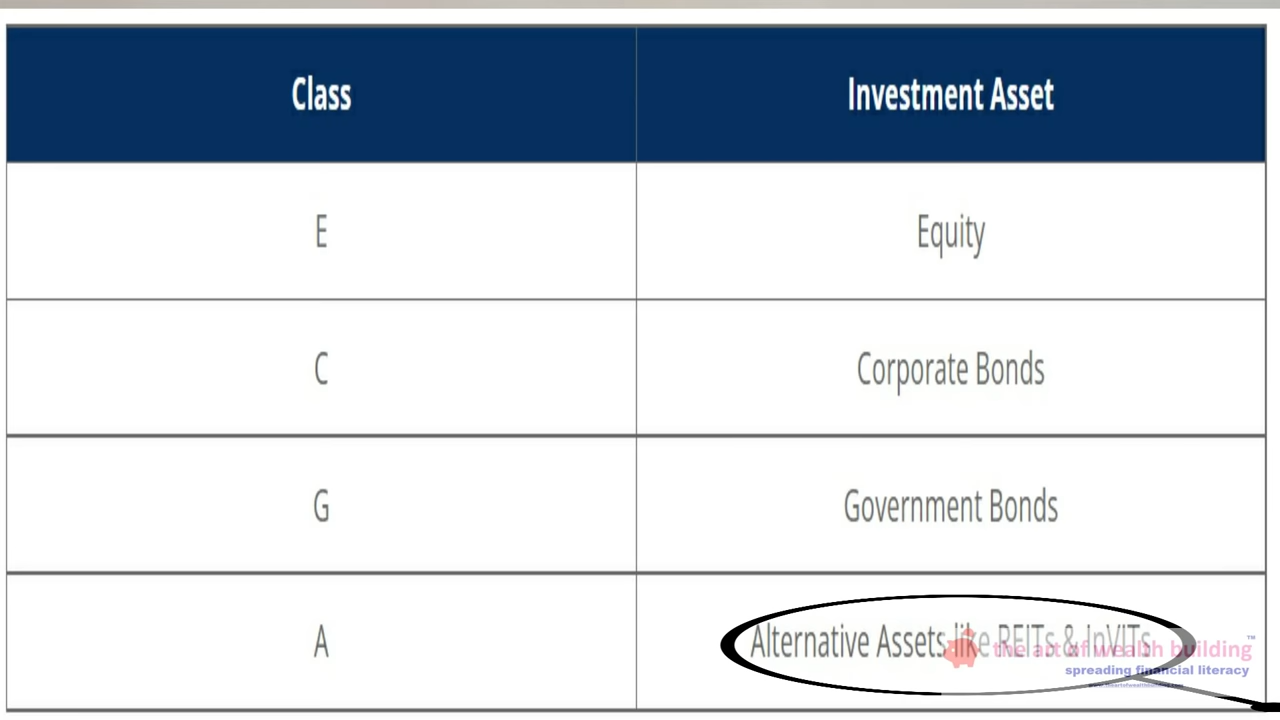 Class Investment Asset
E Equity
C Corporate Bonds
G Government Bonds
A Alternative Assets like REITs & InVITs
the art of wealth building ™
spreading financial literacy